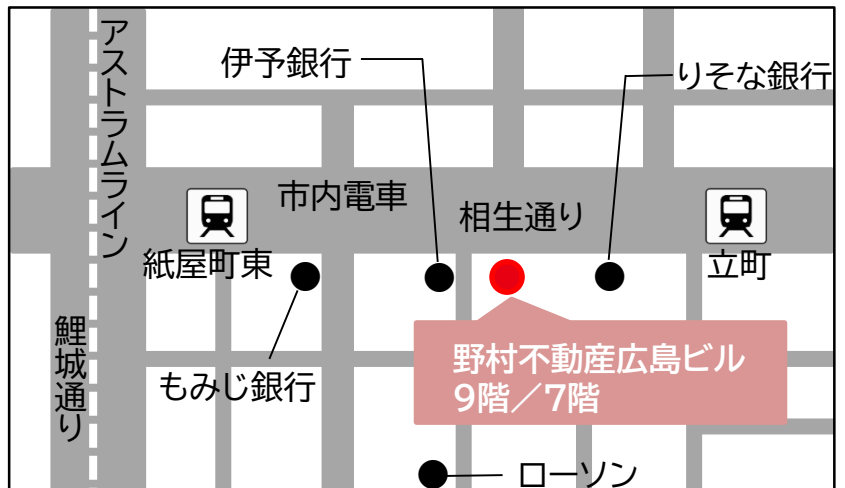 アストラムライン
伊予銀行
りそな銀行
市内電車
相生通り
紙屋町東
立町
鯉城通り
もみじ銀行
野村不動産広島ビル
9階／7階
ローソン